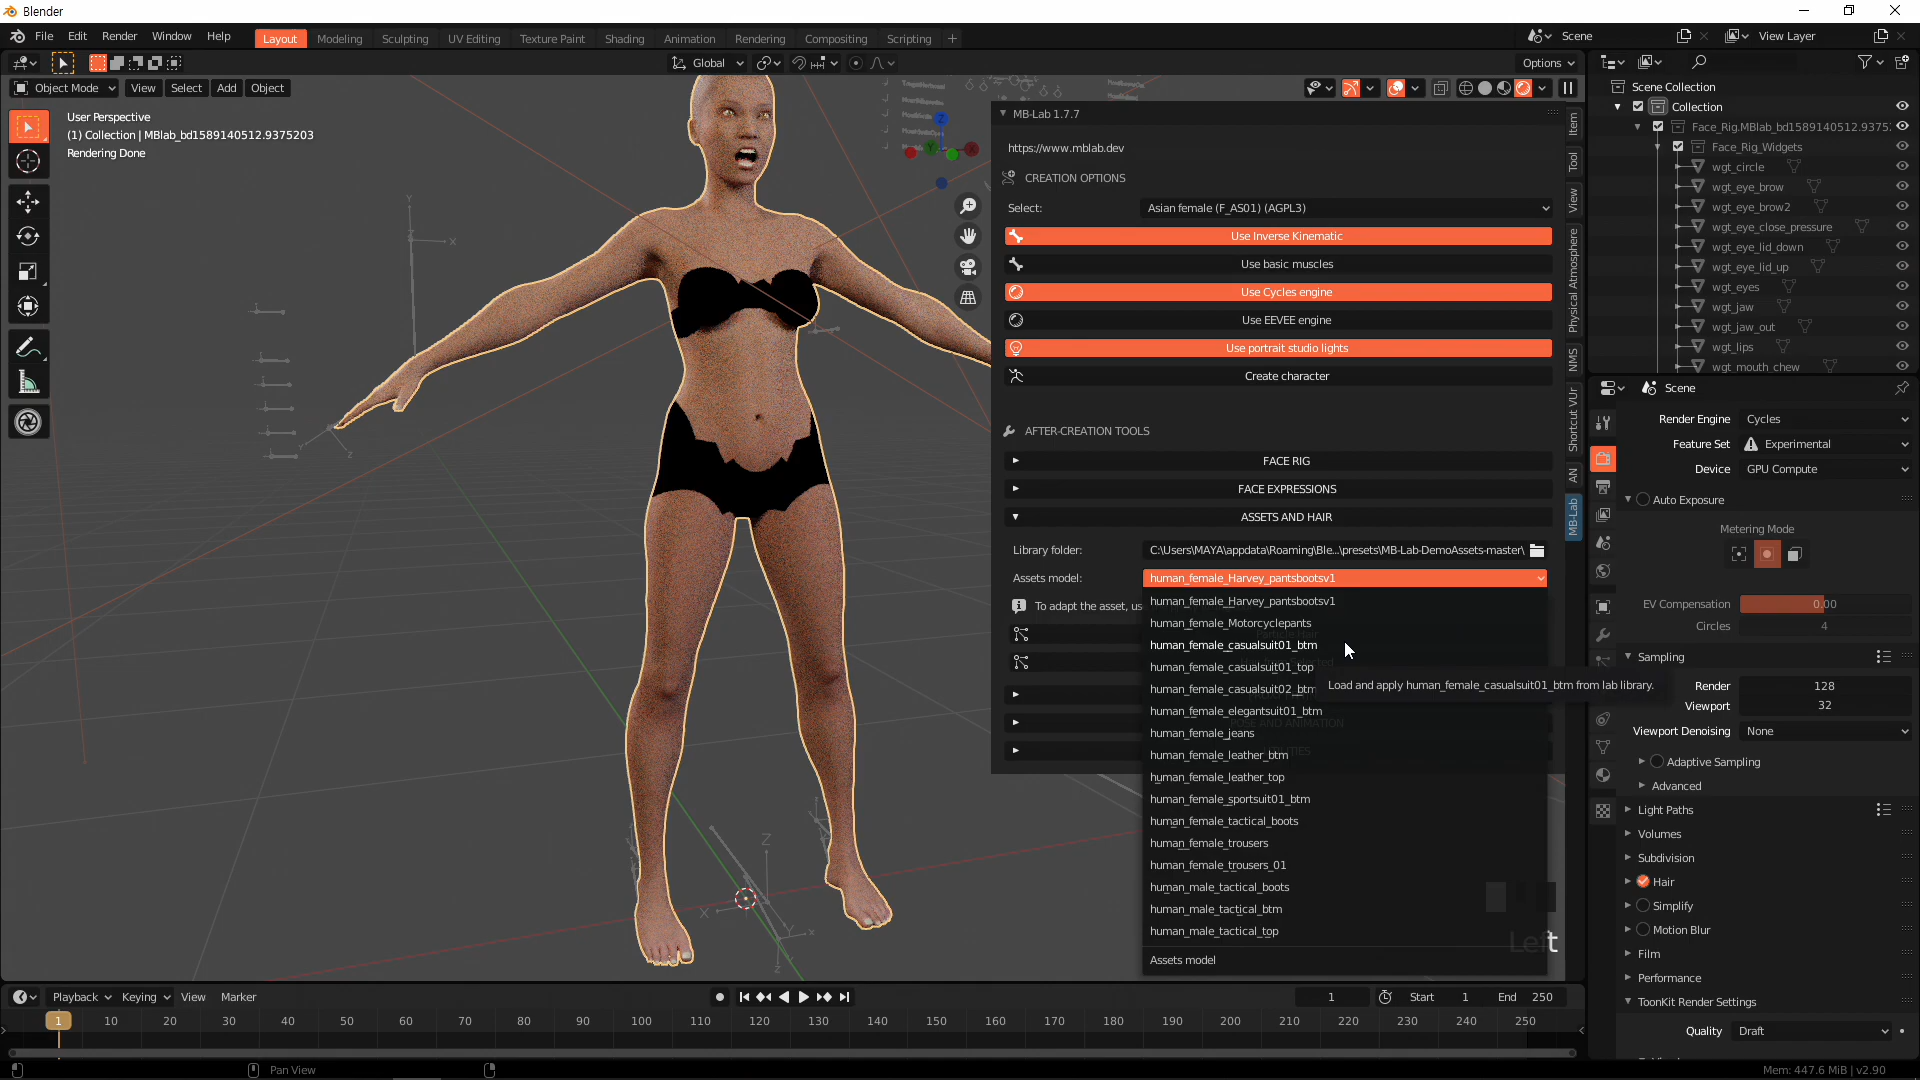 Blender
File Edit Render Window Help Layout Modeling Sculpting UV Editing Texture Paint Shading Animation Rendering Compositing Scripting + Scene View Layer
Global Options
Object Mode View Select Add Object
User Perspective
(1) Collection | MBlab_bd1589140512.9375203
Rendering Done
Z
Y
X
Z
X
Y
Z
MB-Lab 1.7.7
https://www.mblab.dev
CREATION OPTIONS
Select: Asian female (F_AS01) (AGPL3)
Use Inverse Kinematic
Use basic muscles
Use Cycles engine
Use EEVEE engine
Use portrait studio lights
Create character
AFTER-CREATION TOOLS
FACE RIG
FACE EXPRESSIONS
ASSETS AND HAIR
Library folder: C:\Users\MAYA\appdata\Roaming\Ble...\presets\MB-Lab-DemoAssets-master\
Assets model: human_female_Harvey_pantsbootsv1
To adapt the asset, us
human_female_Harvey_pantsbootsv1
human_female_Motorcyclepants
human_female_casualsuit01_btm
human_female_casualsuit01_top
human_female_casualsuit02_btm
Load and apply human_female_casualsuit01_btm from lab library.
human_female_elegantsuit01_btm
POSE AND ANIMATION
human_female_jeans
human_female_leather_btm
human_female_leather_top
human_female_sportsuit01_btm
human_female_tactical_boots
human_female_trousers
human_female_trousers_01
human_male_tactical_boots
human_male_tactical_btm
human_male_tactical_top
Assets model
Left
Item
Tool
View
Physical Atmosphere
NMS
Shortcut VUr
AN
MB-Lab
Scene Collection
Collection
Face_Rig.MBlab_bd1589140512.9375
Face_Rig_Widgets
wgt_circle
wgt_eye_brow
wgt_eye_brow2
wgt_eye_close_pressure
wgt_eye_lid_down
wgt_eye_lid_up
wgt_eyes
wgt_jaw
wgt_jaw_out
wgt_lips
wgt_mouth_chew
Scene
Render Engine Cycles
Feature Set Experimental
Device GPU Compute
Auto Exposure
Metering Mode
EV Compensation 0.00
Circles 4
Sampling
Render 128
Viewport 32
Viewport Denoising None
Adaptive Sampling
Advanced
Light Paths
Volumes
Subdivision
Hair
Simplify
Motion Blur
Film
Performance
ToonKit Render Settings
Quality Draft
Playback Keying View Marker 1 Start 1 End 250
1 10 20 30 40 50 60 70 80 90 100 110 120 130 140 150 160 170 180 190 200 210 220 230 240 250
Pan View Mem: 447.6 MiB | v2.90